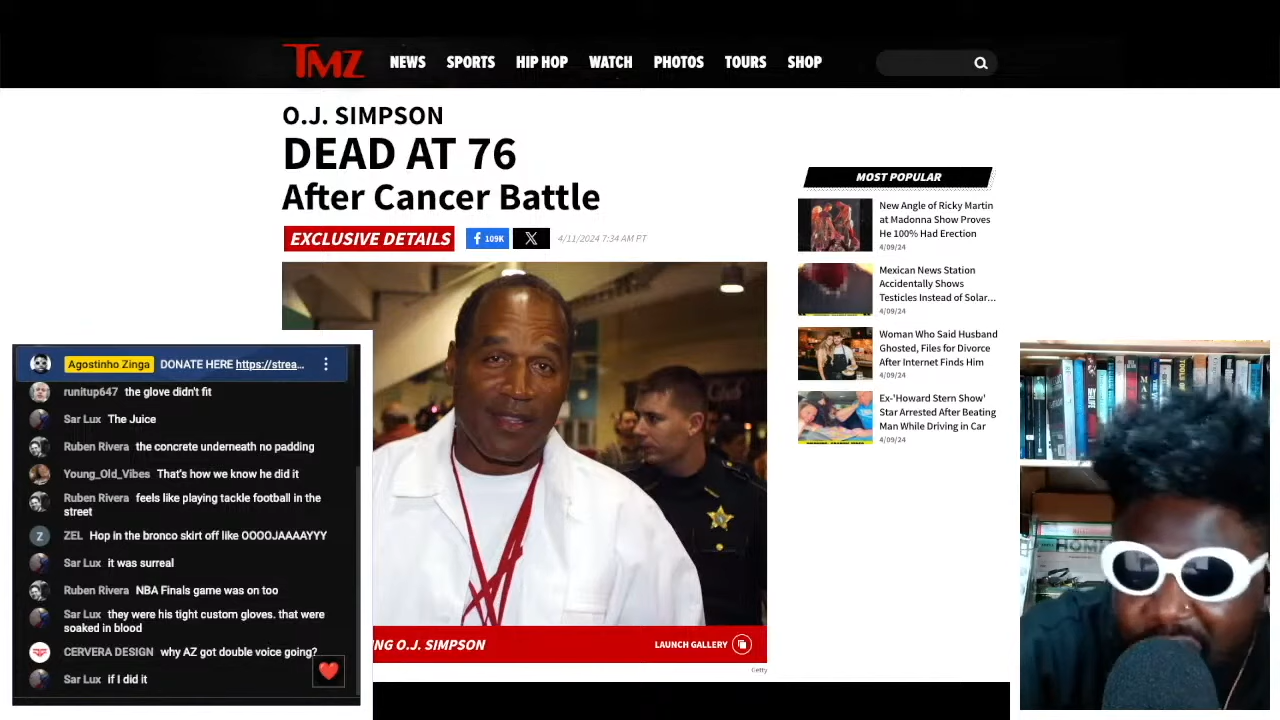 TMZ
NEWS SPORTS HIP HOP WATCH PHOTOS TOURS SHOP
O.J. SIMPSON
DEAD AT 76
After Cancer Battle
EXCLUSIVE DETAILS
109K
4/11/2024 7:34 AM PT
ING O.J. SIMPSON
LAUNCH GALLERY
Getty
MOST POPULAR
New Angle of Ricky Martin
at Madonna Show Proves
He 100% Had Erection
4/09/24
Mexican News Station
Accidentally Shows
Testicles Instead of Solar...
4/09/24
Woman Who Said Husband
Ghosted, Files for Divorce
After Internet Finds Him
4/09/24
Ex-'Howard Stern Show'
Star Arrested After Beating
Man While Driving in Car
4/09/24
Agostinho Zinga DONATE HERE https://strea...
runitup647 the glove didn't fit
Sar Lux The Juice
Ruben Rivera the concrete underneath no padding
Young_Old_Vibes That's how we know he did it
Ruben Rivera feels like playing tackle football in the
street
Z ZEL Hop in the bronco skirt off like OOOOJAAAAYYY
Sar Lux it was surreal
Ruben Rivera NBA Finals game was on too
Sar Lux they were his tight custom gloves. that were
soaked in blood
CERVERA DESIGN why AZ got double voice going?
Sar Lux if I did it
HOME